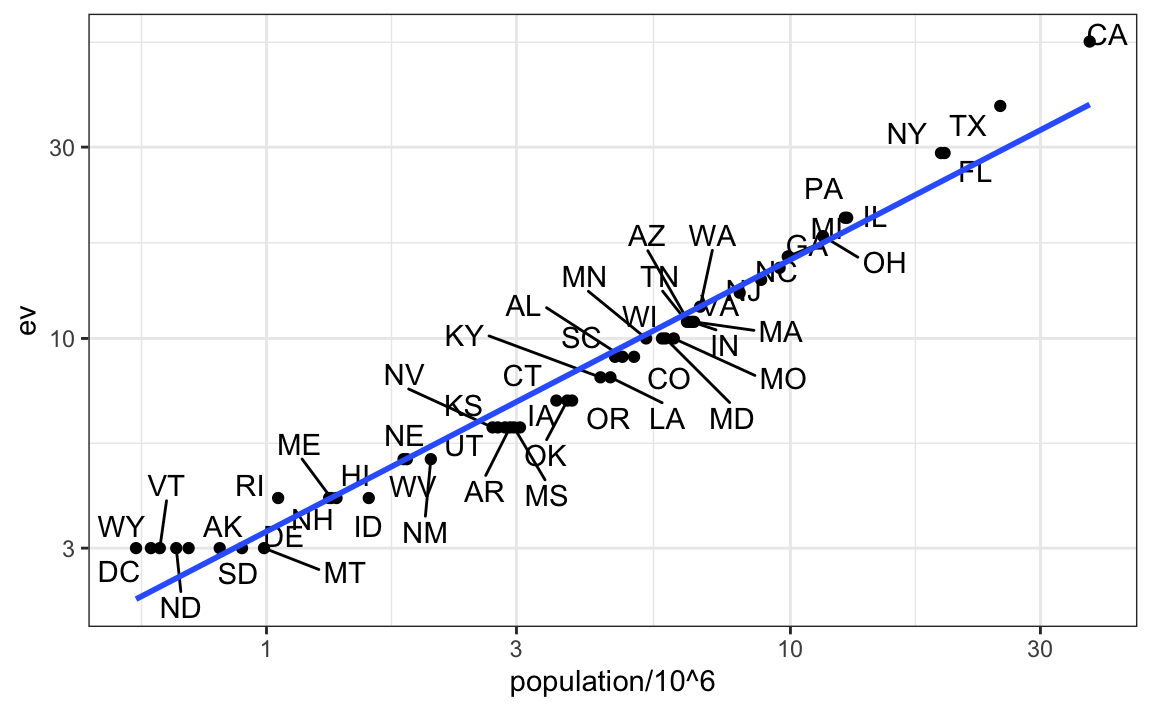 CA
30
NY
TX
FL
PA
IL
MI
AZ
WA
GA
OH
MN
TN
NC
NJ
AL
VA
WI
ev
10
KY
SC
MA
IN
NV
CT
CO
MO
KS
IA
OR
LA
MD
ME
NE
UT
OK
VT
RI
HI
WV
AR
MS
WY
AK
NH
ID
NM
DE
3
DC
SD
MT
ND
1
3
10
30
population/10^6